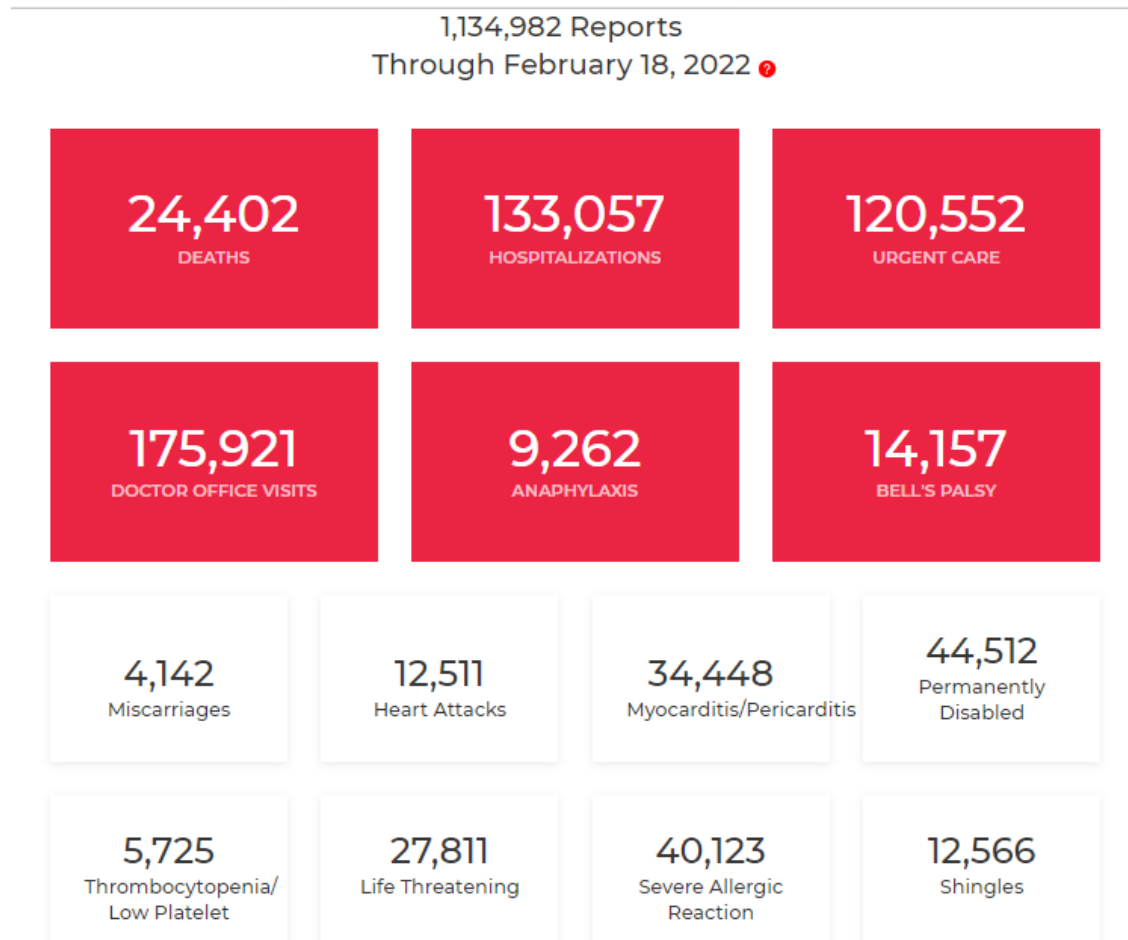 1,134,982 Reports
Through February 18, 2022 ?
24,402
DEATHS
133,057
HOSPITALIZATIONS
120,552
URGENT CARE
175,921
DOCTOR OFFICE VISITS
9,262
ANAPHYLAXIS
14,157
BELL'S PALSY
4,142
Miscarriages
12,511
Heart Attacks
34,448
Myocarditis/Pericarditis
44,512
Permanently
Disabled
5,725
Thrombocytopenia/
Low Platelet
27,811
Life Threatening
40,123
Severe Allergic
Reaction
12,566
Shingles